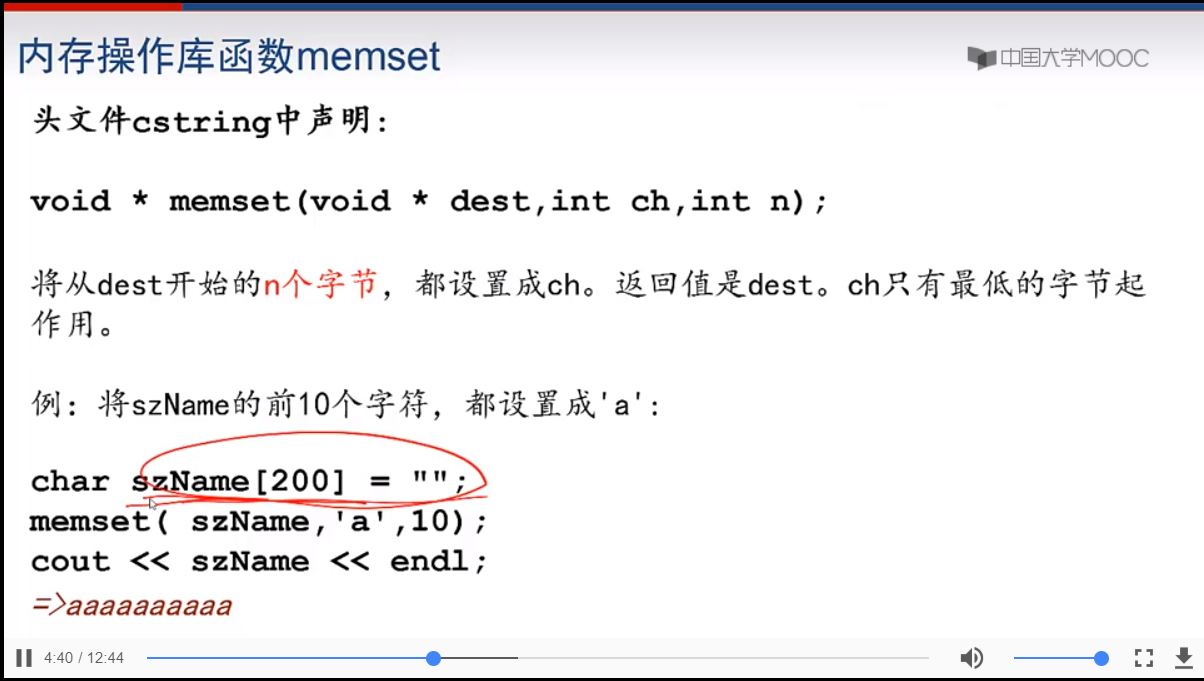 内存操作库函数memset
中国大学MOOC
头文件cstring中声明:
void * memset(void * dest,int ch,int n);
将从dest开始的n个字节，都设置成ch。返回值是dest。ch只有最低的字节起
作用。
例：将szName的前10个字符，都设置成'a':
char szName[200] = "";
memset( szName,'a',10);
cout << szName << endl;
=>aaaaaaaaaa
4:40 / 12:44